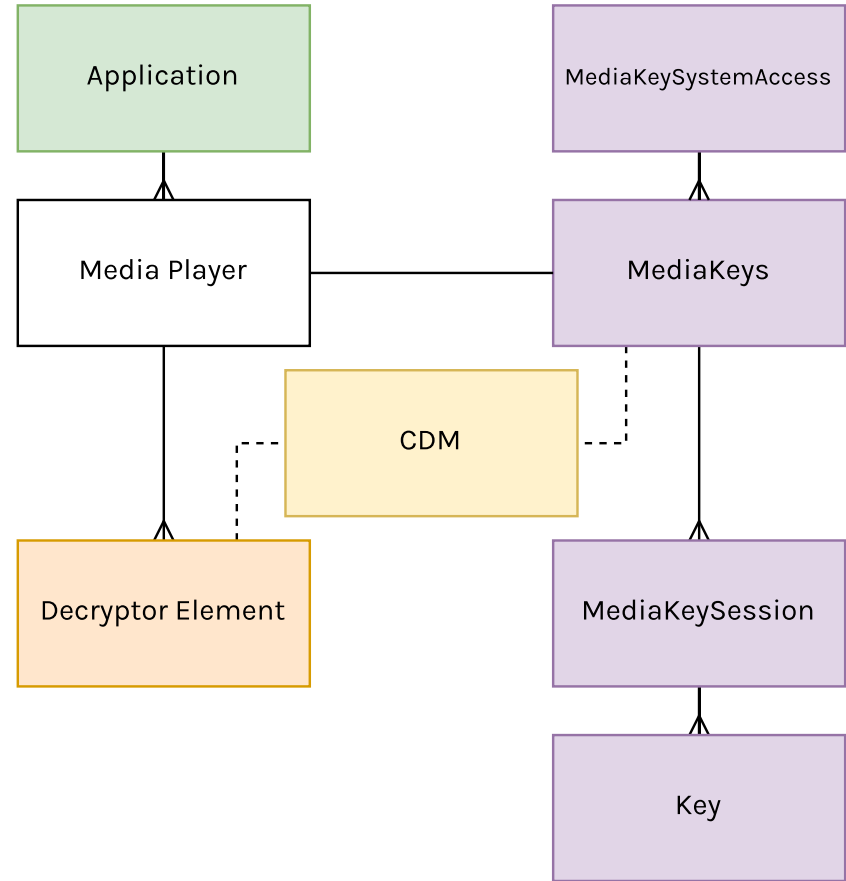 Application
MediaKeySystemAccess
Media Player
MediaKeys
CDM
Decryptor Element
MediaKeySession
Key